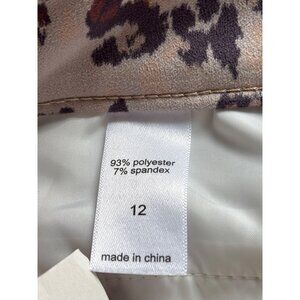 93% polyester
7% spandex
12
made in china